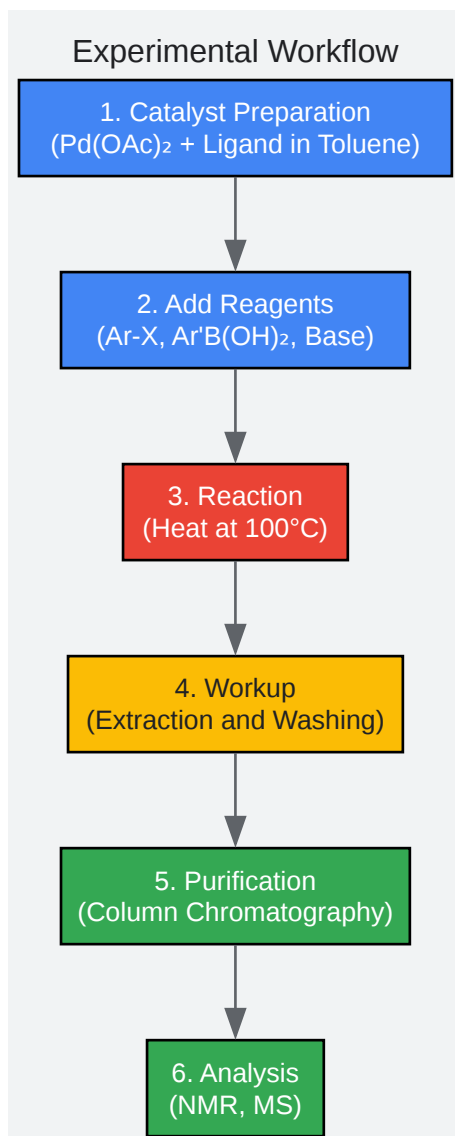 Experimental Workflow
1. Catalyst Preparation
(Pd(OAc)₂ + Ligand in Toluene)
2. Add Reagents
(Ar-X, Ar'B(OH)₂, Base)
3. Reaction
(Heat at 100°C)
4. Workup
(Extraction and Washing)
5. Purification
(Column Chromatography)
6. Analysis
(NMR, MS)